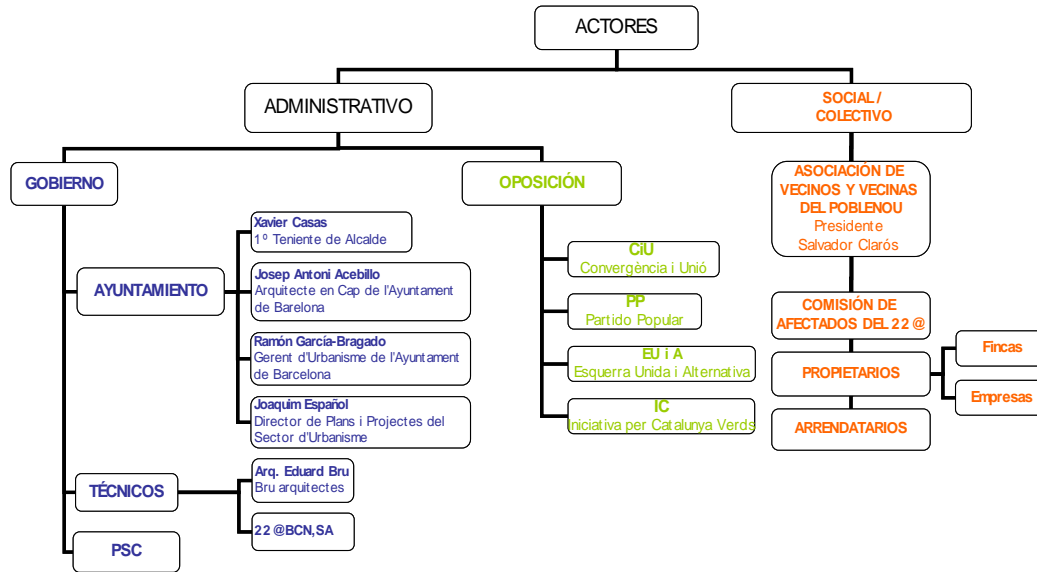 ACTORES
ADMINISTRATIVO
SOCIAL /
COLECTIVO
GOBIERNO
OPOSICIÓN
ASOCIACIÓN DE
VECINOS Y VECINAS
DEL POBLENOU
Presidente
Salvador Clarós
AYUNTAMIENTO
Xavier Casas
1º Teniente de Alcalde
Josep Antoni Acebillo
Arquitecte en Cap de l'Ayuntament
de Barelona
Ramón García-Bragado
Gerent d'Urbanisme de l'Ayuntament
de Barcelona
Joaquim Español
Director de Plans i Projectes del
Sector d'Urbanisme
TÉCNICOS
Arq. Eduard Bru
Bru arquitectes
22@BCN,SA
PSC
CiU
Convergència i Unió
PP
Partido Popular
EU i A
Esquerra Unida i Alternativa
IC
Iniciativa per Catalunya Verds
COMISIÓN DE
AFECTADOS DEL 22@
PROPIETARIOS
Fincas
Empresas
ARRENDATARIOS